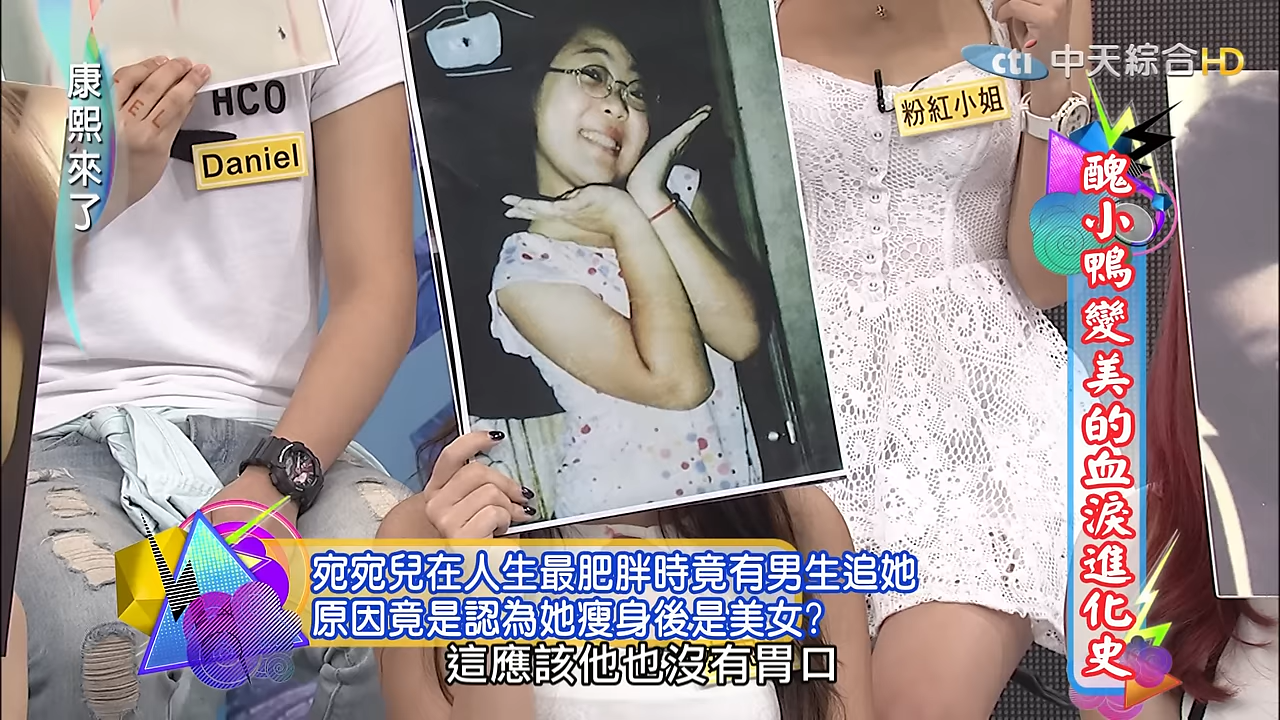 康熙來了
HCO
EL
Daniel
cti 中天綜合HD
粉紅小姐
醜小鴨變美的血淚進化史
宛宛兒在人生最肥胖時竟有男生追她
原因竟是認為她瘦身後是美女?
這應該他也沒有胃口